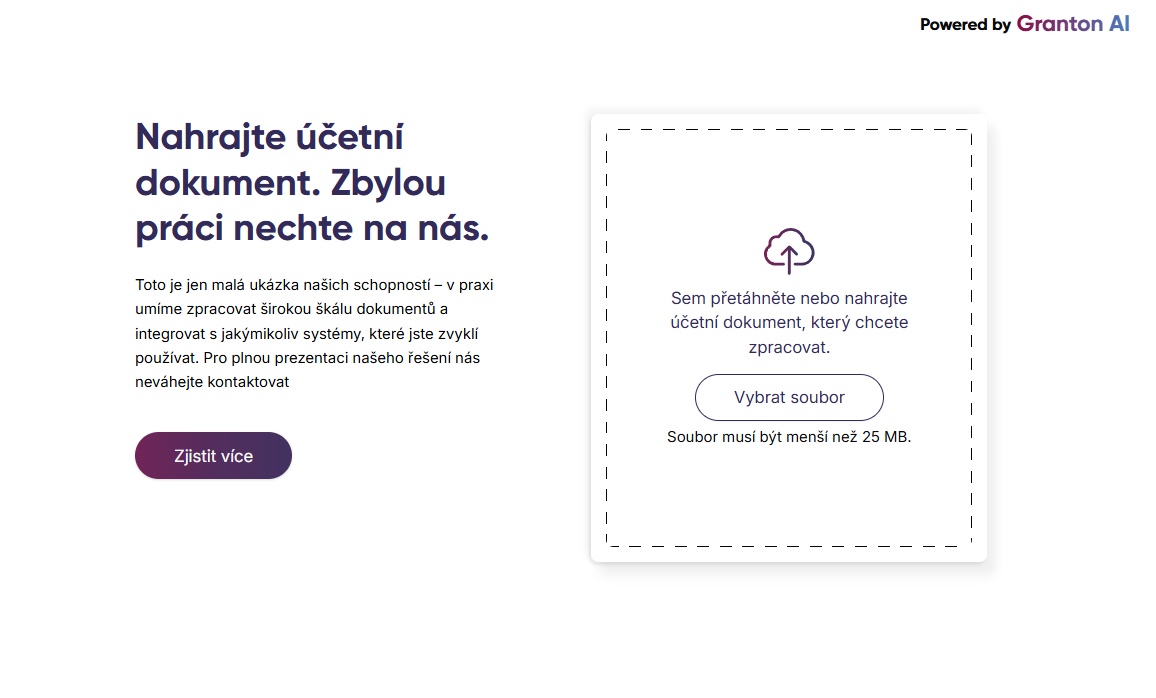 Powered by Granton AI
Nahrajte účetní
dokument. Zbylou
práci nechte na nás.
Toto je jen malá ukázka našich schopností – v praxi
umíme zpracovat širokou škálu dokumentů a
integrovat s jakýmikoliv systémy, které jste zvyklí
používat. Pro plnou prezentaci našeho řešení nás
neváhejte kontaktovat
Zjistit více
Sem přetáhněte nebo nahrajte
účetní dokument, který chcete
zpracovat.
Vybrat soubor
Soubor musí být menší než 25 MB.